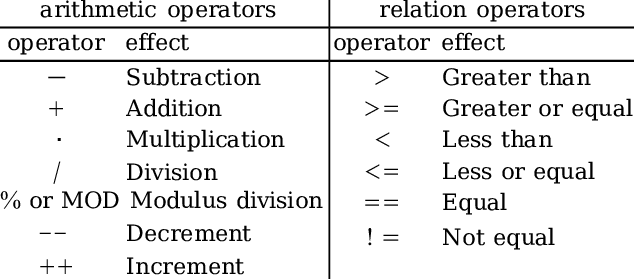 arithmetic operators relation operators
operator effect operator effect
− Subtraction > Greater than
+ Addition >= Greater or equal
· Multiplication < Less than
/ Division <= Less or equal
% or MOD Modulus division == Equal
−− Decrement ! = Not equal
++ Increment